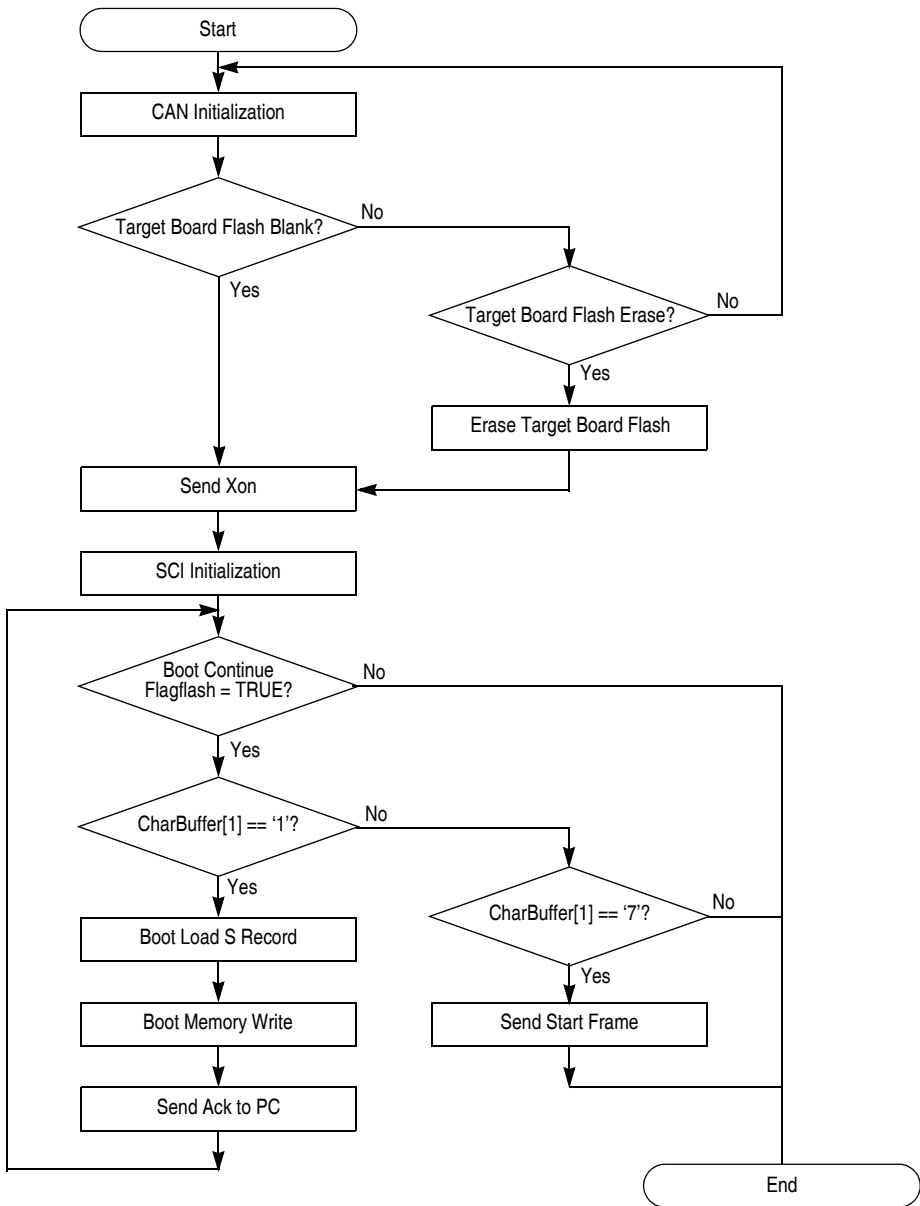 Start
CAN Initialization
Target Board Flash Blank?
No
Yes
Target Board Flash Erase?
No
Yes
Erase Target Board Flash
Send Xon
SCI Initialization
Boot Continue
Flagflash = TRUE?
No
Yes
CharBuffer[1] == ‘1’?
No
Yes
CharBuffer[1] == ‘7’?
No
Yes
Boot Load S Record
Boot Memory Write
Send Start Frame
Send Ack to PC
End